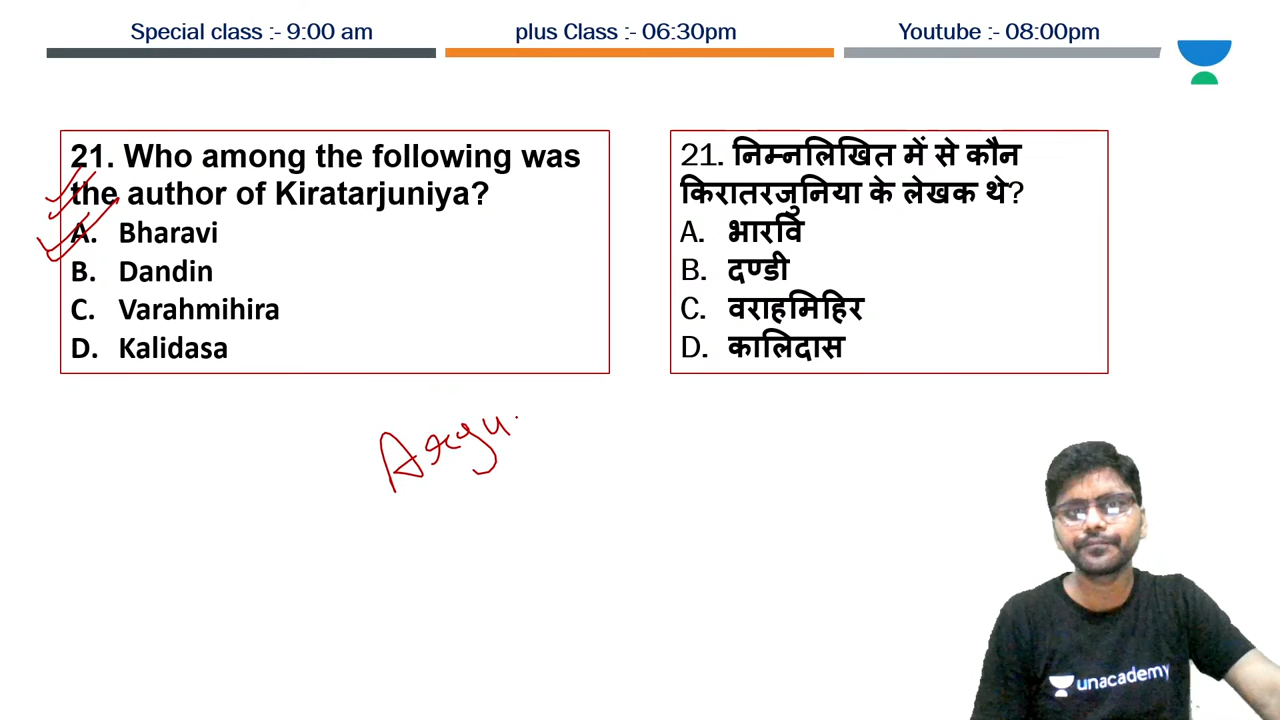 Special class :- 9:00 am
plus Class :- 06:30pm
Youtube :- 08:00pm
21. Who among the following was
the author of Kiratarjuniya?
A. Bharavi
B. Dandin
C. Varahmihira
D. Kalidasa
21. निम्नलिखित में से कौन
किरातरजुनिया के लेखक थे?
A. भारवि
B. दण्डी
C. वराहमिहिर
D. कालिदास
unacademy